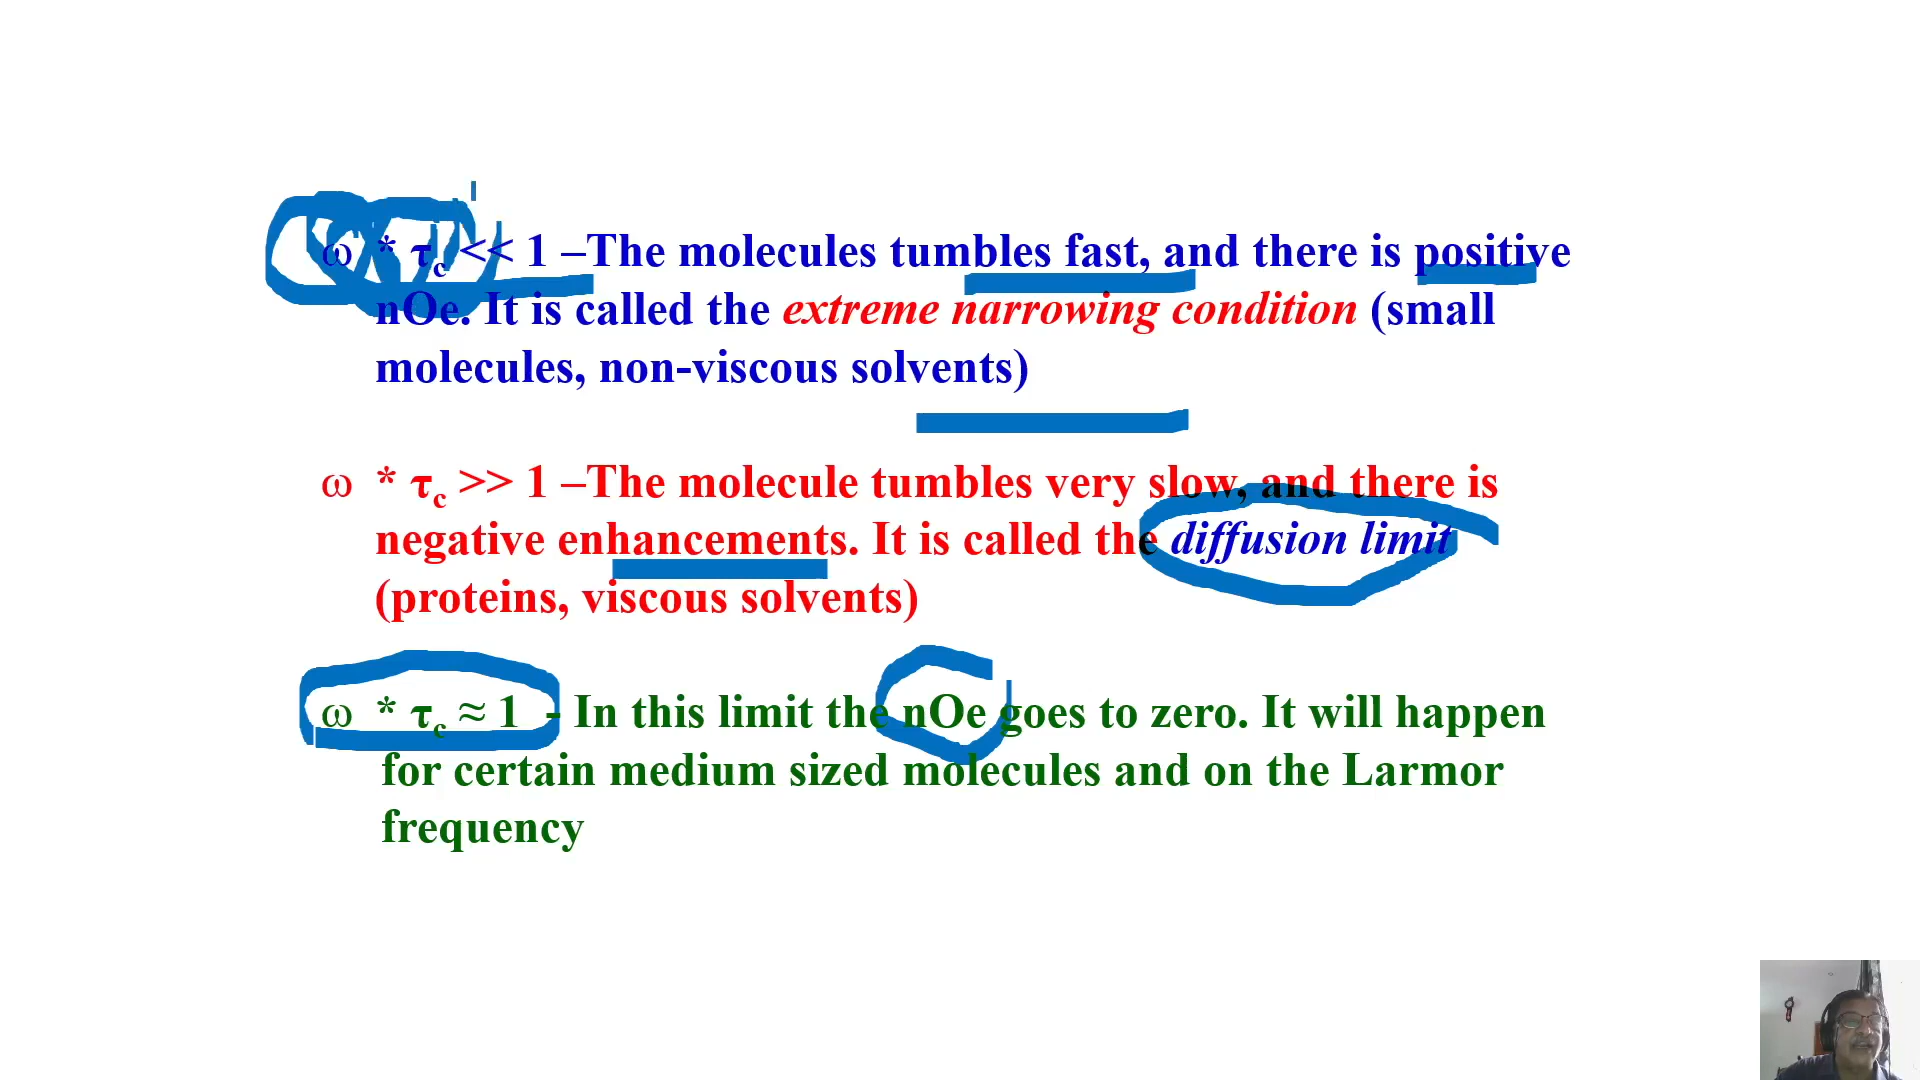 ω * τc << 1 –The molecules tumbles fast, and there is positive
nOe. It is called the extreme narrowing condition (small
molecules, non-viscous solvents)
ω * τc >> 1 –The molecule tumbles very slow, and there is
negative enhancements. It is called the diffusion limit
(proteins, viscous solvents)
ω * τc ≈ 1 - In this limit the nOe goes to zero. It will happen
for certain medium sized molecules and on the Larmor
frequency